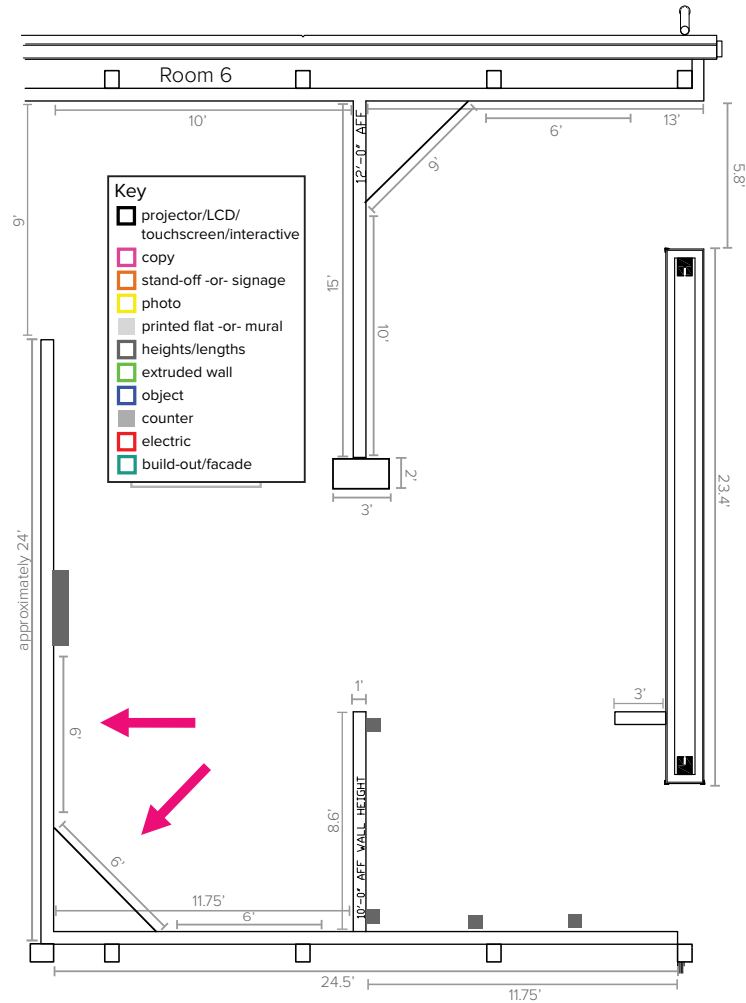 Room 6
10'
12'-0" AFF
9'
6'
13'
5.8'
9'
Key
projector/LCD/
touchscreen/interactive
copy
stand-off -or- signage
photo
printed flat -or- mural
heights/lengths
extruded wall
object
counter
electric
build-out/facade
15'
10'
2'
3'
23.4'
approximately 24'
6'
1'
3'
8.6'
10'-0" AFF WALL HEIGHT
6'
11.75'
6'
24.5'
11.75'